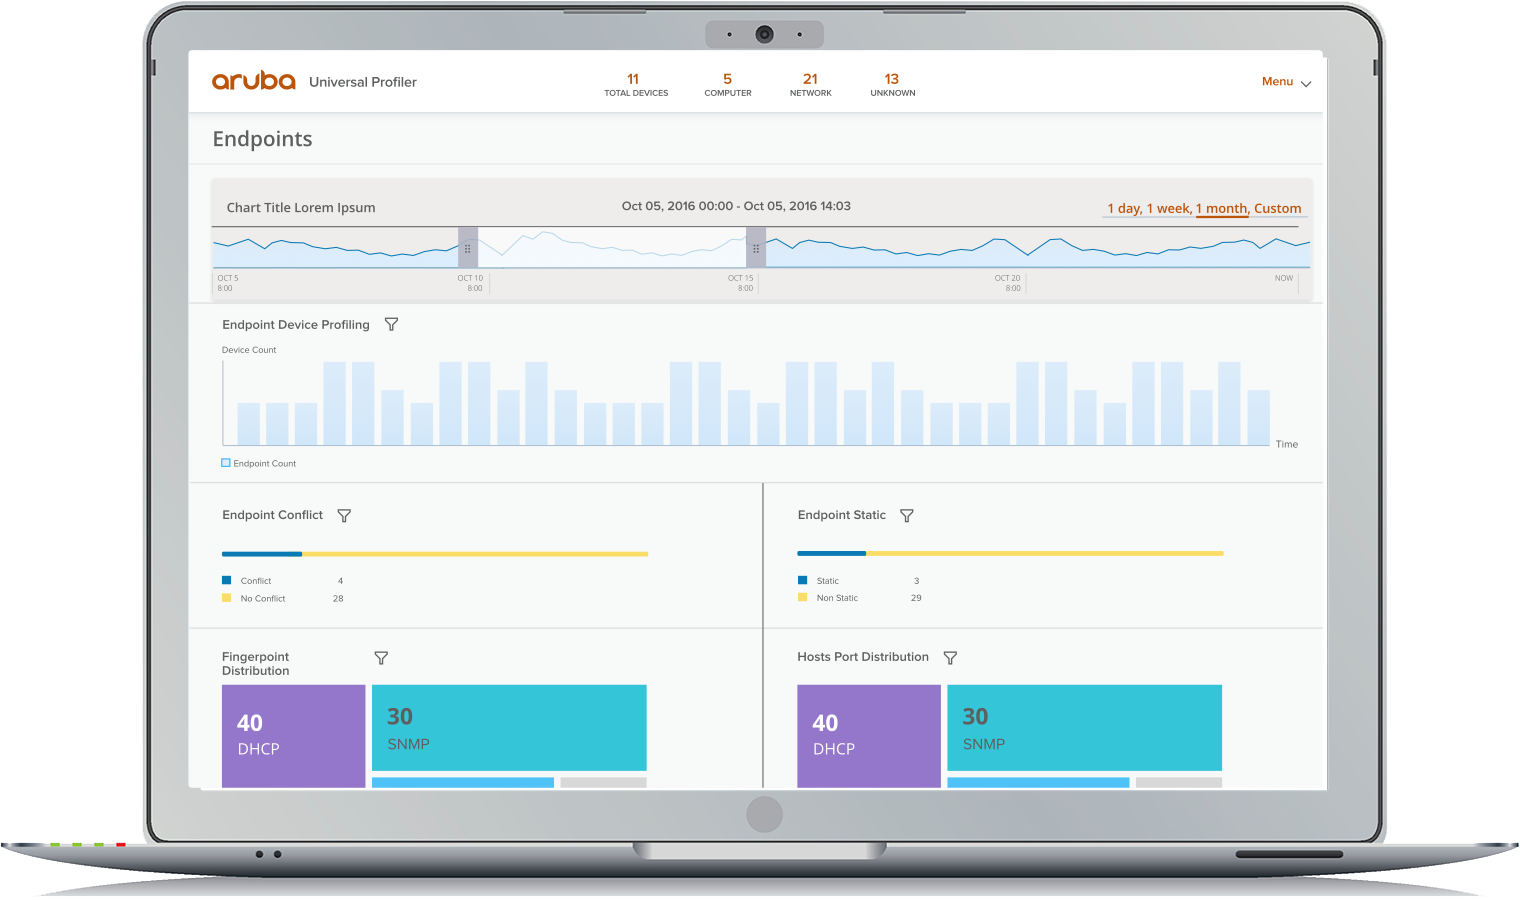 aruba Universal Profiler
11 5 21 13
TOTAL DEVICES COMPUTER NETWORK UNKNOWN
Menu
Endpoints
Chart Title Lorem Ipsum Oct 05, 2016 00:00 - Oct 05, 2016 14:03 1 day, 1 week, 1 month, Custom
OCT 5 OCT 10 OCT 15 OCT 20 NOW
8:00 8:00 8:00 8:00
Endpoint Device Profiling
Device Count
Time
Endpoint Count
Endpoint Conflict
Conflict 4
No Conflict 28
Endpoint Static
Static 3
Non Static 29
Fingerpoint
Distribution
40
DHCP
30
SNMP
Hosts Port Distribution
40
DHCP
30
SNMP